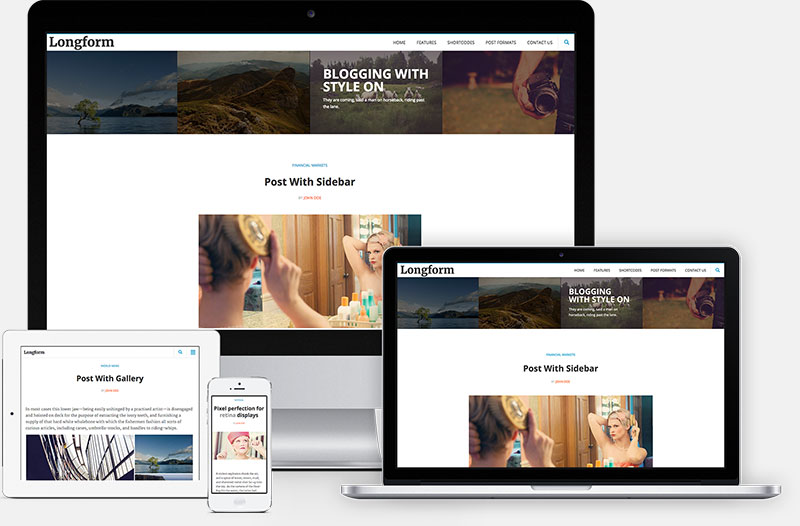 Longform
HOME FEATURES SHORTCODES POST FORMATS CONTACT US
BLOGGING WITH
STYLE ON
They are coming, said a man on horseback, riding past
the lane.
FINANCIAL MARKETS
Post With Sidebar
BY JOHN DOE
Longform
HOME FEATURES SHORTCODES POST FORMATS CONTACT US
BLOGGING
WITH STYLE ON
They are coming, said a man on
horseback, riding past the lane.
FINANCIAL MARKETS
Post With Sidebar
BY JOHN DOE
Longform
WORLD NEWS
Post With Gallery
BY JOHN DOE
In most cases this lower jaw—being easily unhinged by a practised artist—is disengaged
and hoisted on deck for the purpose of extracting the ivory teeth, and furnishing a
supply of that hard white whalebone with which the fishermen fashion all sorts of
curious articles, including canes, umbrella-stocks, and handles to riding-whips.
Pixel perfection for
retina displays